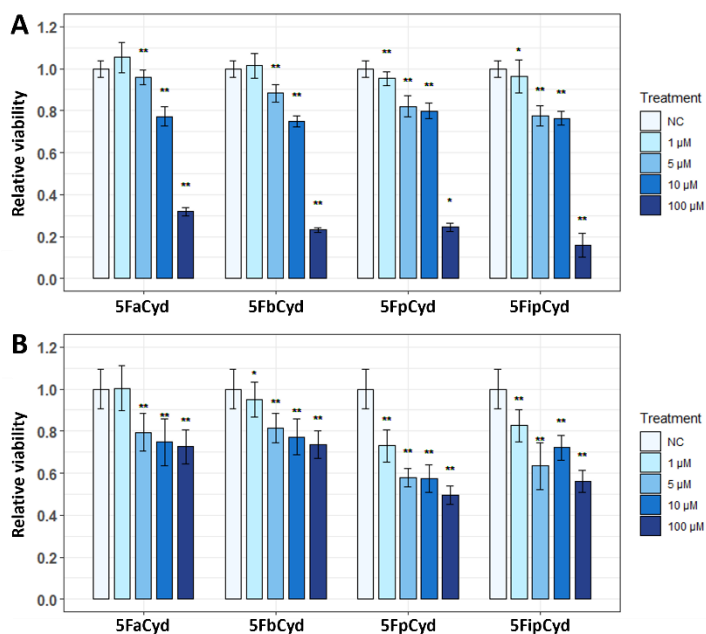 A
Relative viability
1.2
1.0
0.8
0.6
0.4
0.2
0.0
** ** **
** ** **
** ** ** *
* ** ** **
5FaCyd 5FbCyd 5FpCyd 5FipCyd
Treatment
NC
1 µM
5 µM
10 µM
100 µM
B
Relative viability
1.2
1.0
0.8
0.6
0.4
0.2
0.0
** ** **
* ** ** **
** ** ** **
** ** ** **
5FaCyd 5FbCyd 5FpCyd 5FipCyd
Treatment
NC
1 µM
5 µM
10 µM
100 µM